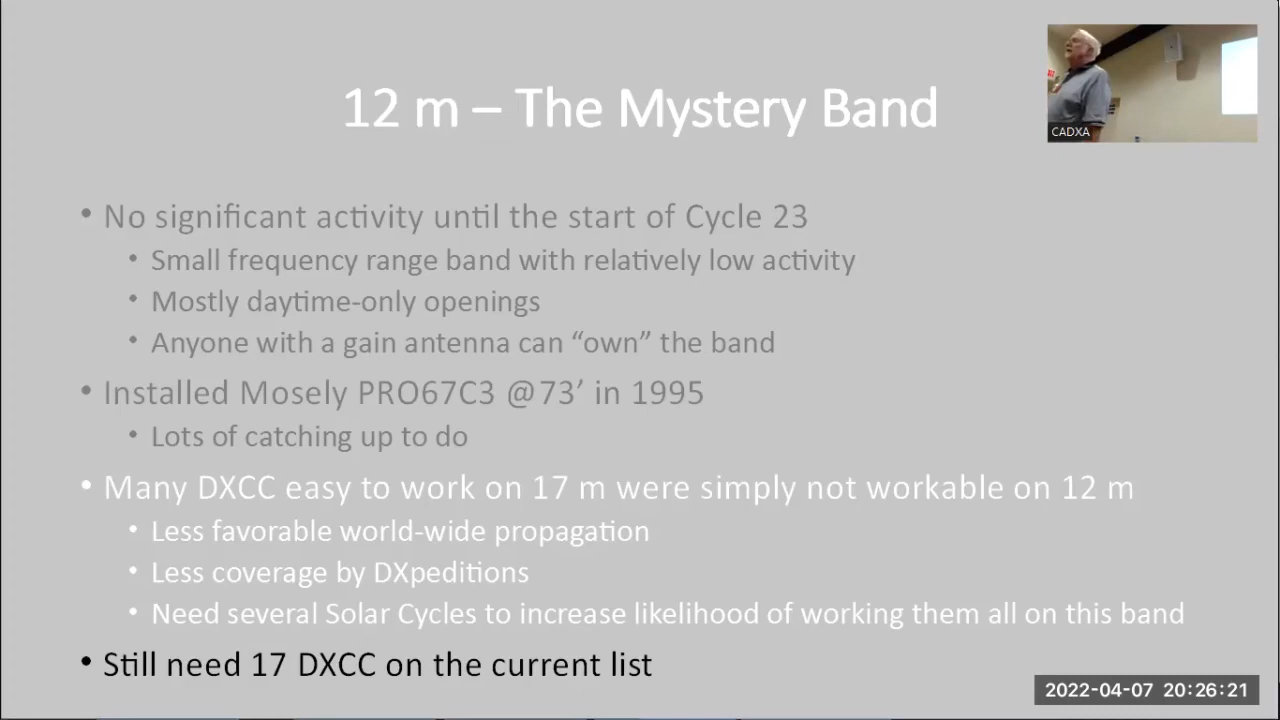 12 m – The Mystery Band
CADXA
• No significant activity until the start of Cycle 23
• Small frequency range band with relatively low activity
• Mostly daytime-only openings
• Anyone with a gain antenna can “own” the band
• Installed Mosely PRO67C3 @73’ in 1995
• Lots of catching up to do
• Many DXCC easy to work on 17 m were simply not workable on 12 m
• Less favorable world-wide propagation
• Less coverage by DXpeditions
• Need several Solar Cycles to increase likelihood of working them all on this band
• Still need 17 DXCC on the current list
2022-04-07 20:26:21